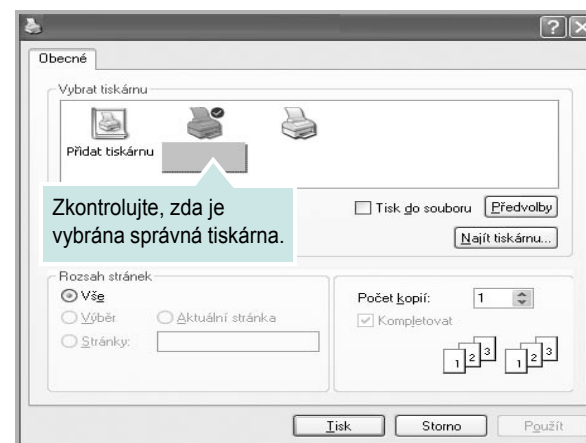 Obecné
Vybrat tiskárnu
Přidat tiskárnu
Zkontrolujte, zda je
vybrána správná tiskárna.
Tisk do souboru
Předvolby
Najít tiskárnu...
Rozsah stránek
Vše
Výběr
Aktuální stránka
Stránky:
Počet kopií:
1
Kompletovat
1 2 3 1 2 3
Tisk
Storno
Použít